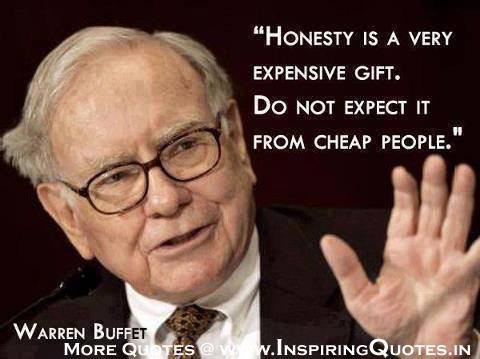 “Honesty is a very
expensive gift.
Do not expect it
from cheap people."
Warren Buffet
More Quotes @ www.InspiringQuotes.in